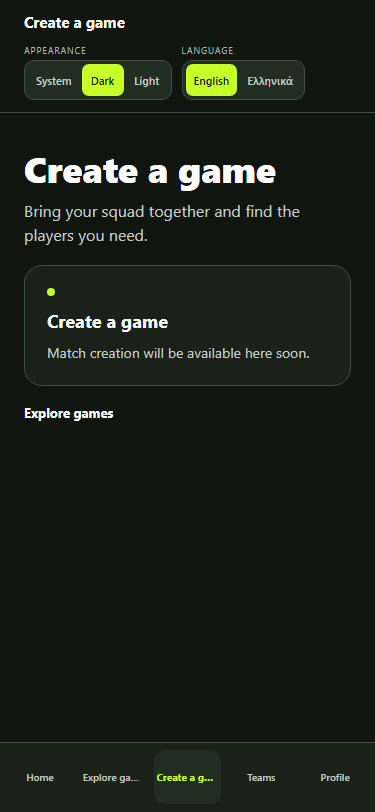 Create a game
APPEARANCE
LANGUAGE
System
Dark
Light
English
Ελληνικά
Create a game
Bring your squad together and find the
players you need.
Create a game
Match creation will be available here soon.
Explore games
Home
Explore ga...
Create a g...
Teams
Profile